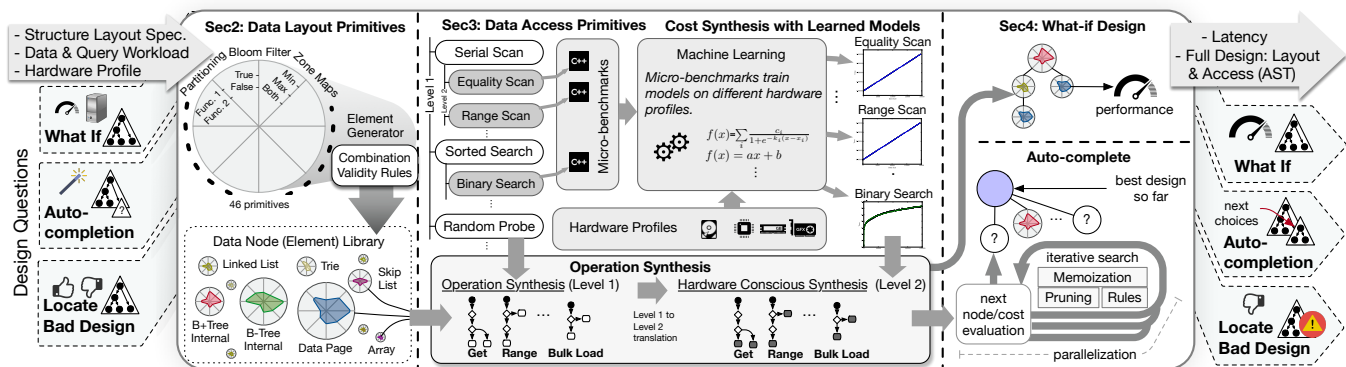 - Structure Layout Spec.
- Data & Query Workload
- Hardware Profile
Design Questions
What If
Auto-
completion
?
Locate
Bad Design
Sec2: Data Layout Primitives
Partitioning
Bloom Filter
Zone Maps
Func. 1
Func. 2
True
False
Min
Max
Both
46 primitives
Element
Generator
Combination
Validity Rules
Data Node (Element) Library
Linked List
Trie
Skip
List
B+Tree
Internal
B-Tree
Internal
Data Page
Array
Sec3: Data Access Primitives
Level 1
Level 2
Serial Scan
Equality Scan
Range Scan
...
Sorted Search
Binary Search
...
Random Probe
...
C++
C++
C++
Micro-benchmarks
Cost Synthesis with Learned Models
Machine Learning
Micro-benchmarks train
models on different hardware
profiles.
f(x)=∑_i c_i/(1+e^{-k_i(x-x_i)})
f(x) = ax + b
⋮
Hardware Profiles
GFX
Equality Scan
⋮
Range Scan
⋮
Binary Search
Operation Synthesis
Operation Synthesis (Level 1)
...
Get
Range
Bulk Load
Level 1 to
Level 2
translation
Hardware Conscious Synthesis (Level 2)
...
Get
Range
Bulk Load
Sec4: What-if Design
performance
Auto-complete
best design
so far
?
...
?
iterative search
Memoization
Pruning
Rules
next
node/cost
evaluation
parallelization
- Latency
- Full Design: Layout
& Access (AST)
What If
next
choices
Auto-
completion
Locate
Bad Design